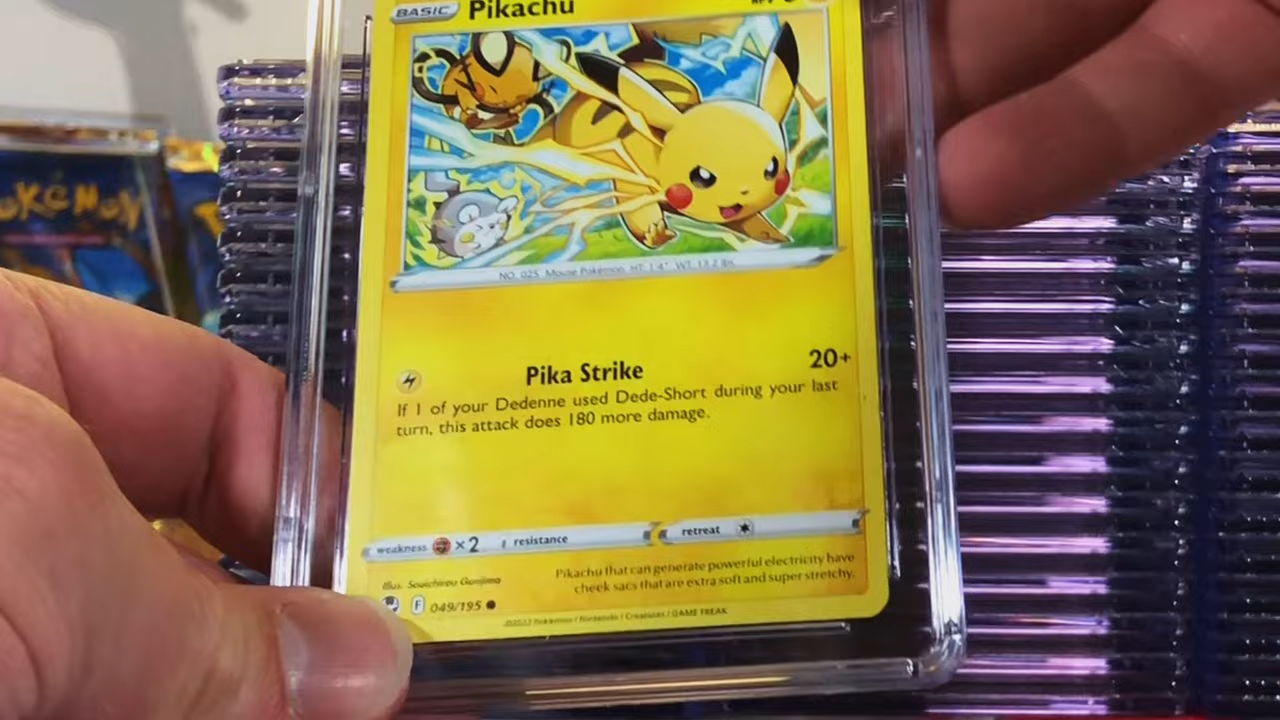 BASIC Pikachu
POKéMON
NO. 025 Mouse Pokémon HT: 1'4" WT: 13.2 lbs.
Pika Strike 20+
If 1 of your Dedenne used Dede-Short during your last
turn, this attack does 180 more damage.
weakness ×2 resistance retreat
Illus. Souichirou Gunjima
Pikachu that can generate powerful electricity have
cheek sacs that are extra soft and super stretchy.
F 049/195
©2022 Pokémon / Nintendo / Creatures / GAME FREAK